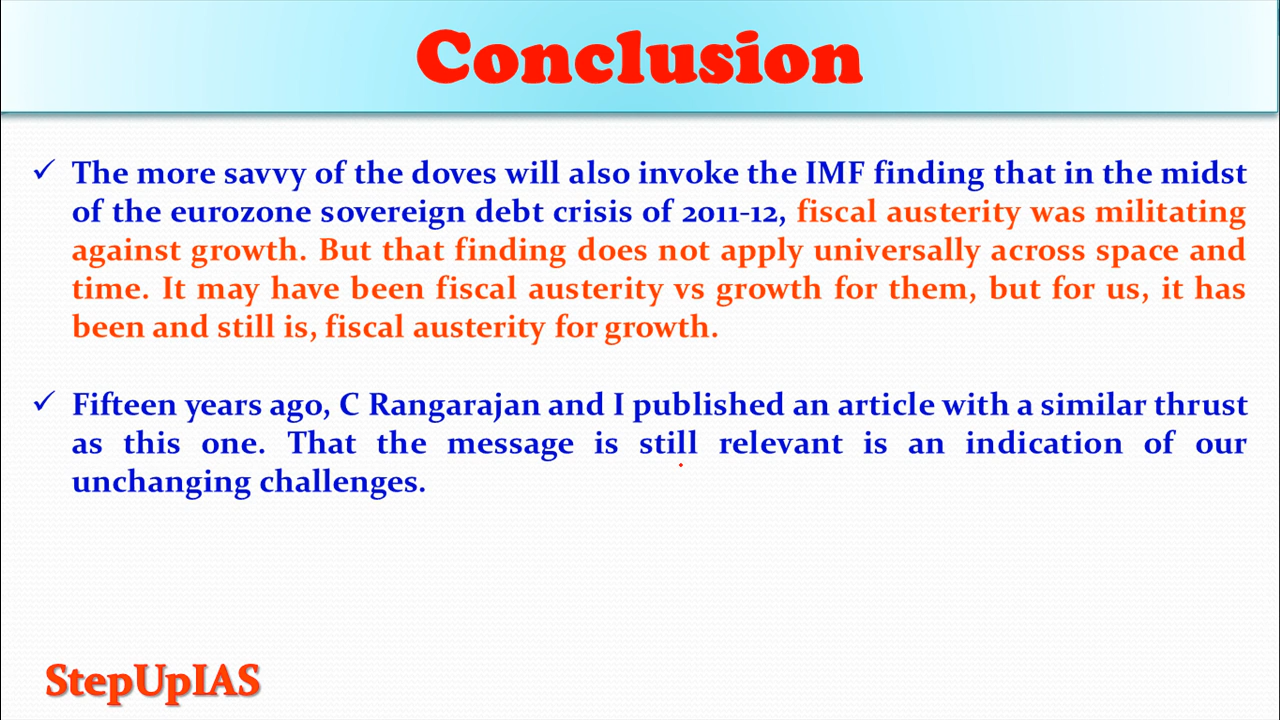 Conclusion
✓ The more savvy of the doves will also invoke the IMF finding that in the midst
of the eurozone sovereign debt crisis of 2011-12, fiscal austerity was militating
against growth. But that finding does not apply universally across space and
time. It may have been fiscal austerity vs growth for them, but for us, it has
been and still is, fiscal austerity for growth.
✓ Fifteen years ago, C Rangarajan and I published an article with a similar thrust
as this one. That the message is still relevant is an indication of our
unchanging challenges.
StepUpIAS